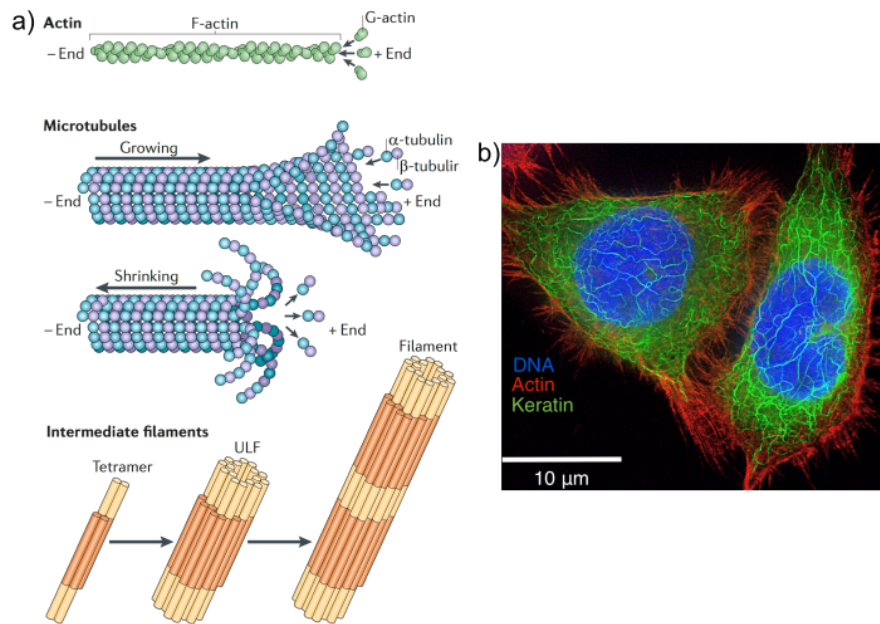 a)
Actin
F-actin
G-actin
– End
+ End
Microtubules
Growing
α-tubulin
β-tubulir
– End
+ End
Shrinking
– End
+ End
Intermediate filaments
Tetramer
ULF
Filament
b)
DNA
Actin
Keratin
10 µm